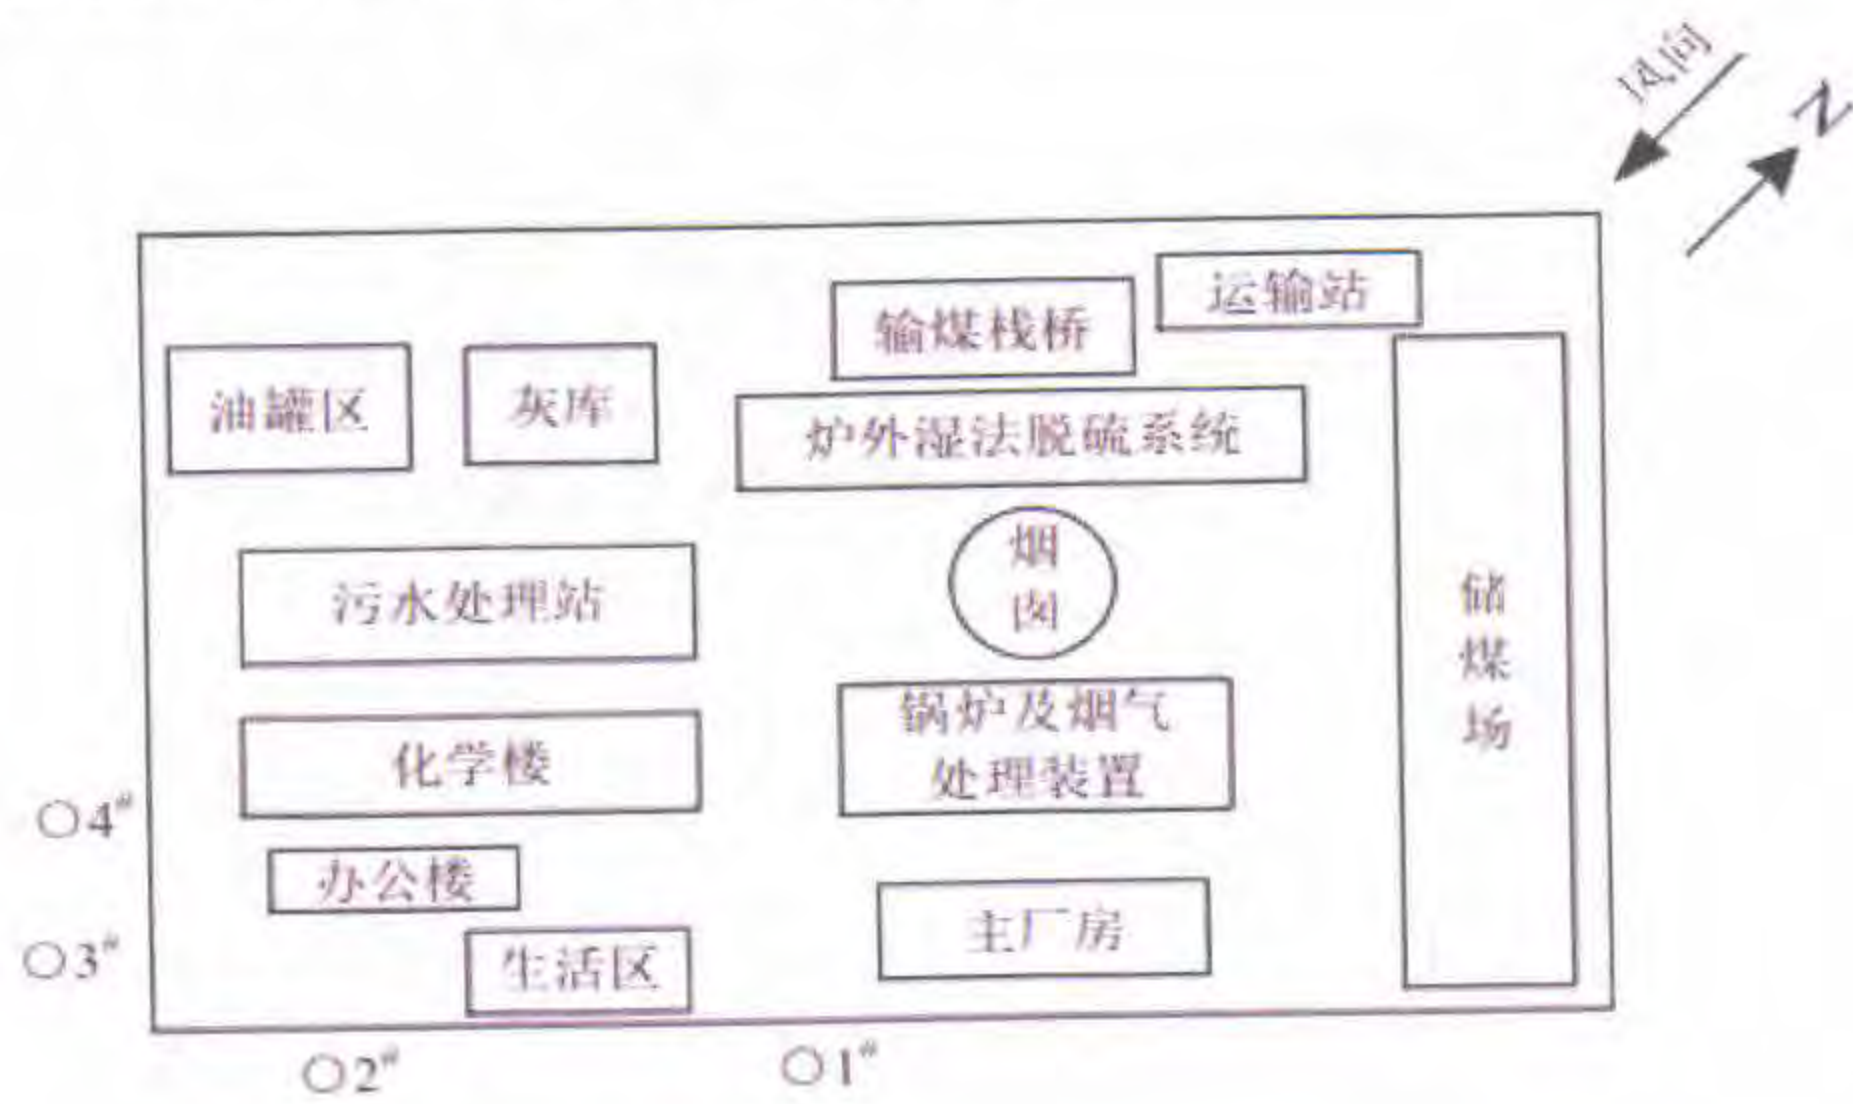 风向
N
运输站
输煤栈桥
油罐区
灰库
炉外湿法脱硫系统
烟
囱
储
煤
场
污水处理站
锅炉及烟气
处理装置
化学楼
○4#
办公楼
主厂房
○3#
生活区
○2#
○1#